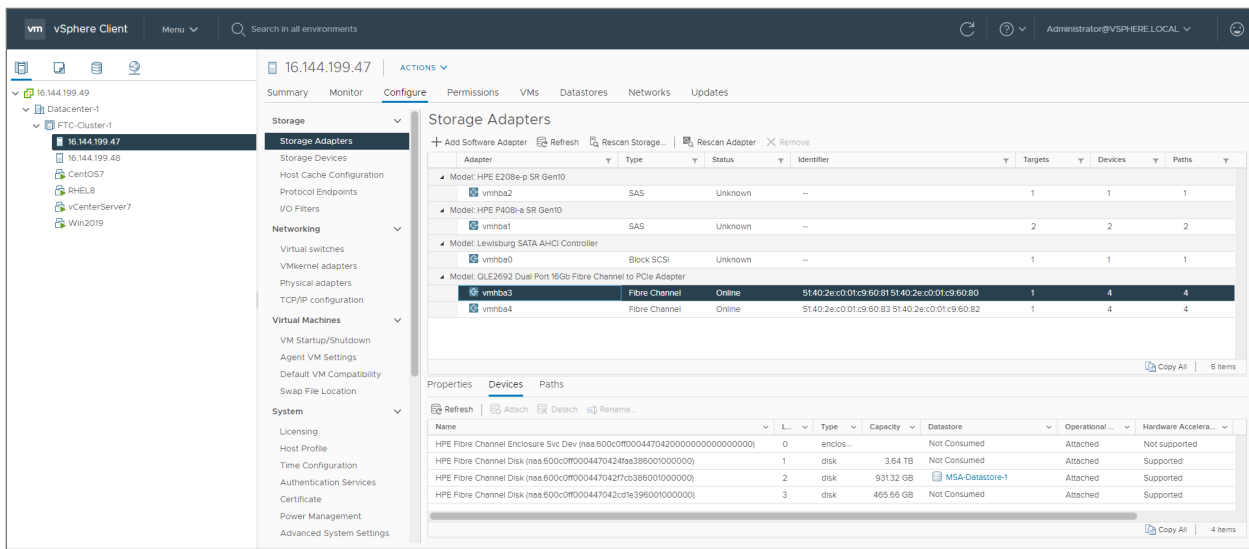 vm vSphere Client Menu Search in all environments Administrator@VSPHERE.LOCAL
16.144.199.49
Datacenter-1
FTC-Cluster-1
16.144.199.47
16.144.199.48
CentOS7
RHEL8
vCenterServer7
Win2019
16.144.199.47 ACTIONS
Summary Monitor Configure Permissions VMs Datastores Networks Updates
Storage
Storage Adapters
Storage Devices
Host Cache Configuration
Protocol Endpoints
I/O Filters
Networking
Virtual switches
VMkernel adapters
Physical adapters
TCP/IP configuration
Virtual Machines
VM Startup/Shutdown
Agent VM Settings
Default VM Compatibility
Swap File Location
System
Licensing
Host Profile
Time Configuration
Authentication Services
Certificate
Power Management
Advanced System Settings
Storage Adapters
+ Add Software Adapter Refresh Rescan Storage... Rescan Adapter Remove
Adapter Type Status Identifier Targets Devices Paths
Model: HPE E208e-p SR Gen10
vmhba2 SAS Unknown -- 1 1 1
Model: HPE P408i-a SR Gen10
vmhba1 SAS Unknown -- 2 2 2
Model: Lewisburg SATA AHCI Controller
vmhba0 Block SCSI Unknown -- 1 1 1
Model: QLE2692 Dual Port 16Gb Fibre Channel to PCIe Adapter
vmhba3 Fibre Channel Online 51:40:2e:c0:01:c9:60:81 51:40:2e:c0:01:c9:60:80 1 4 4
vmhba4 Fibre Channel Online 51:40:2e:c0:01:c9:60:83 51:40:2e:c0:01:c9:60:82 1 4 4
Copy All 5 items
Properties Devices Paths
Refresh Attach Detach Rename...
Name L... Type Capacity Datastore Operational ... Hardware Accelera...
HPE Fibre Channel Enclosure Svc Dev (naa.600c0ff0004470420000000000000000) 0 enclos... Not Consumed Attached Not supported
HPE Fibre Channel Disk (naa.600c0ff0004470424faa386001000000) 1 disk 3.64 TB Not Consumed Attached Supported
HPE Fibre Channel Disk (naa.600c0ff000447042f7cb386001000000) 2 disk 931.32 GB MSA-Datastore-1 Attached Supported
HPE Fibre Channel Disk (naa.600c0ff000447042cd1e396001000000) 3 disk 465.66 GB Not Consumed Attached Supported
Copy All 4 items